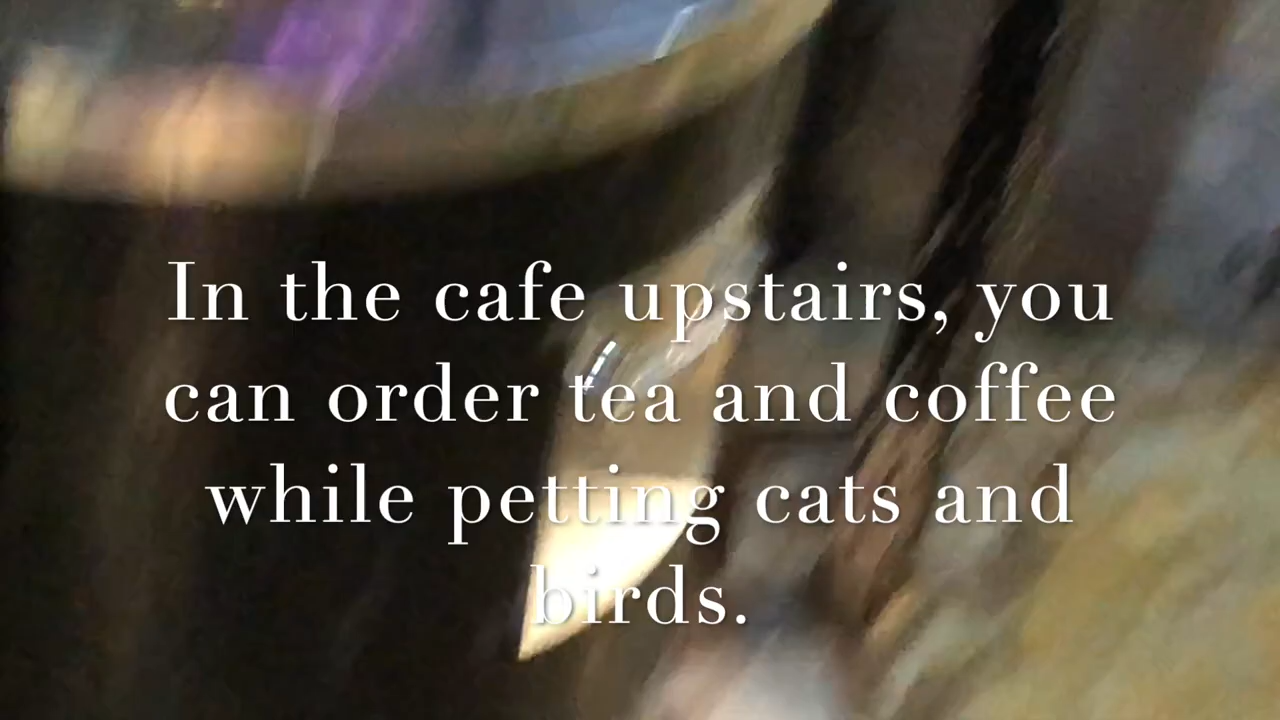 In the cafe upstairs, you
can order tea and coffee
while petting cats and
birds.